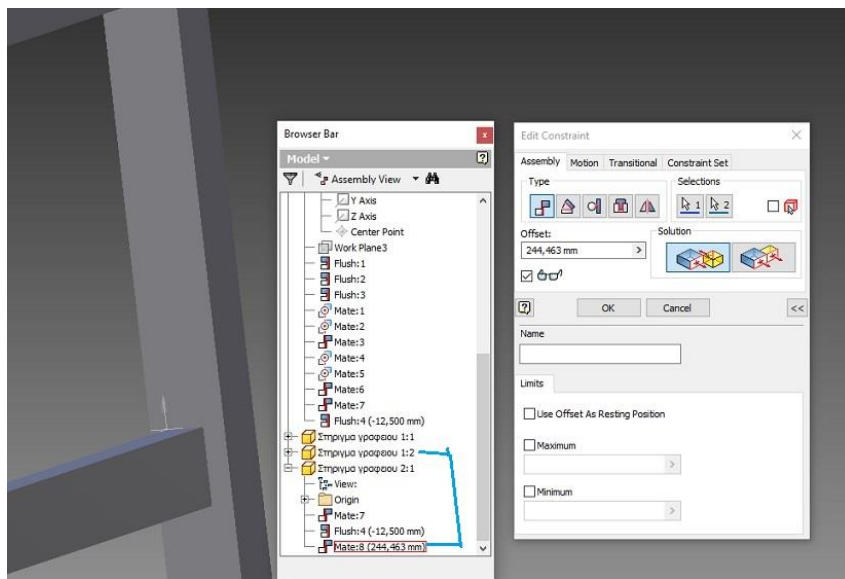 Browser Bar
x
Model
Assembly View
Y Axis
Z Axis
Center Point
Work Plane3
Flush:1
Flush:2
Flush:3
Mate:1
Mate:2
Mate:3
Mate:4
Mate:5
Mate:6
Mate:7
Flush:4 (-12,500 mm)
Στηριγμα γραφειου 1:1
Στηριγμα γραφειου 1:2
Στηριγμα γραφειου 2:1
View:
Origin
Mate:7
Flush:4 (-12,500 mm)
Mate:8 (244,463 mm)
Edit Constraint
Assembly Motion Transitional Constraint Set
Type
Selections
1 2
Offset:
Solution
244,463 mm >
? OK Cancel <<
Name
Limits
Use Offset As Resting Position
Maximum
>
Minimum
>